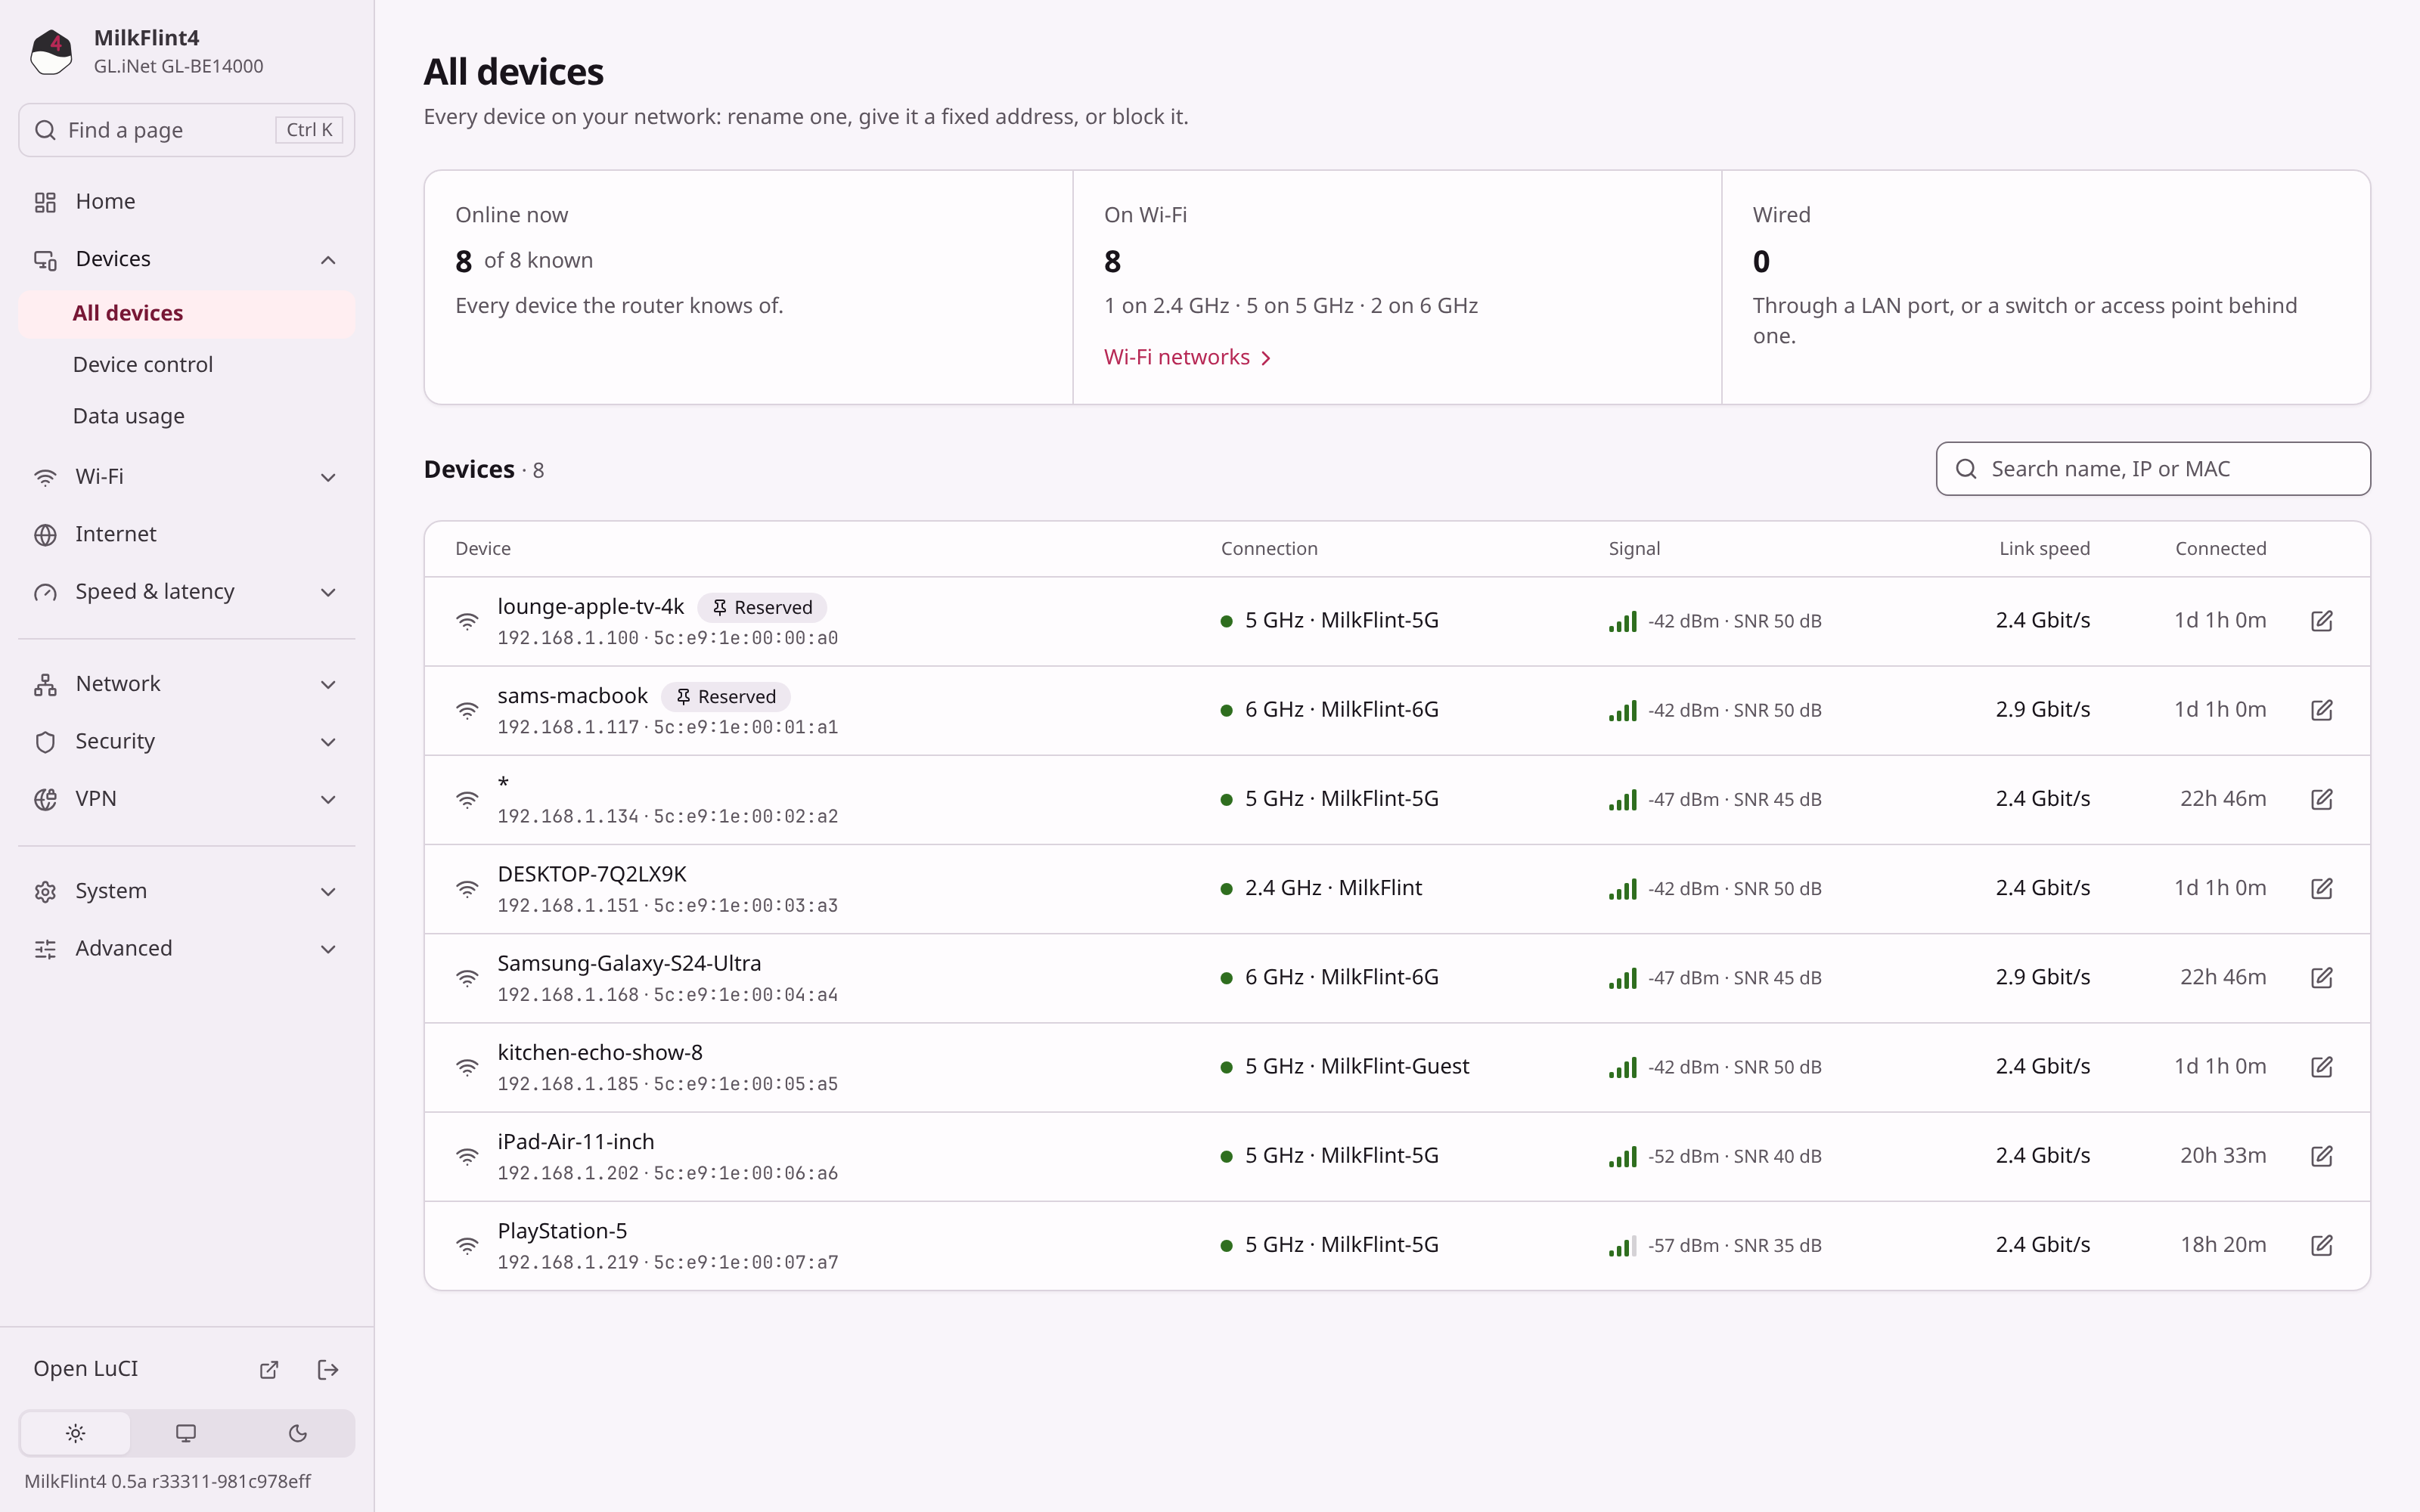 4
MilkFlint4
GL.iNet GL-BE14000
Find a page
Ctrl K
Home
Devices
All devices
Device control
Data usage
Wi-Fi
Internet
Speed & latency
Network
Security
VPN
System
Advanced
Open LuCI
MilkFlint4 0.5a r33311-981c978eff
All devices
Every device on your network: rename one, give it a fixed address, or block it.
Online now
8 of 8 known
Every device the router knows of.
On Wi-Fi
8
1 on 2.4 GHz · 5 on 5 GHz · 2 on 6 GHz
Wi-Fi networks
Wired
0
Through a LAN port, or a switch or access point behind
one.
Devices · 8
Search name, IP or MAC
Device Connection Signal Link speed Connected
lounge-apple-tv-4k Reserved
192.168.1.100 · 5c:e9:1e:00:00:a0
5 GHz · MilkFlint-5G -42 dBm · SNR 50 dB 2.4 Gbit/s 1d 1h 0m
sams-macbook Reserved
192.168.1.117 · 5c:e9:1e:00:01:a1
6 GHz · MilkFlint-6G -42 dBm · SNR 50 dB 2.9 Gbit/s 1d 1h 0m
*
192.168.1.134 · 5c:e9:1e:00:02:a2
5 GHz · MilkFlint-5G -47 dBm · SNR 45 dB 2.4 Gbit/s 22h 46m
DESKTOP-7Q2LX9K
192.168.1.151 · 5c:e9:1e:00:03:a3
2.4 GHz · MilkFlint -42 dBm · SNR 50 dB 2.4 Gbit/s 1d 1h 0m
Samsung-Galaxy-S24-Ultra
192.168.1.168 · 5c:e9:1e:00:04:a4
6 GHz · MilkFlint-6G -47 dBm · SNR 45 dB 2.9 Gbit/s 22h 46m
kitchen-echo-show-8
192.168.1.185 · 5c:e9:1e:00:05:a5
5 GHz · MilkFlint-Guest -42 dBm · SNR 50 dB 2.4 Gbit/s 1d 1h 0m
iPad-Air-11-inch
192.168.1.202 · 5c:e9:1e:00:06:a6
5 GHz · MilkFlint-5G -52 dBm · SNR 40 dB 2.4 Gbit/s 20h 33m
PlayStation-5
192.168.1.219 · 5c:e9:1e:00:07:a7
5 GHz · MilkFlint-5G -57 dBm · SNR 35 dB 2.4 Gbit/s 18h 20m